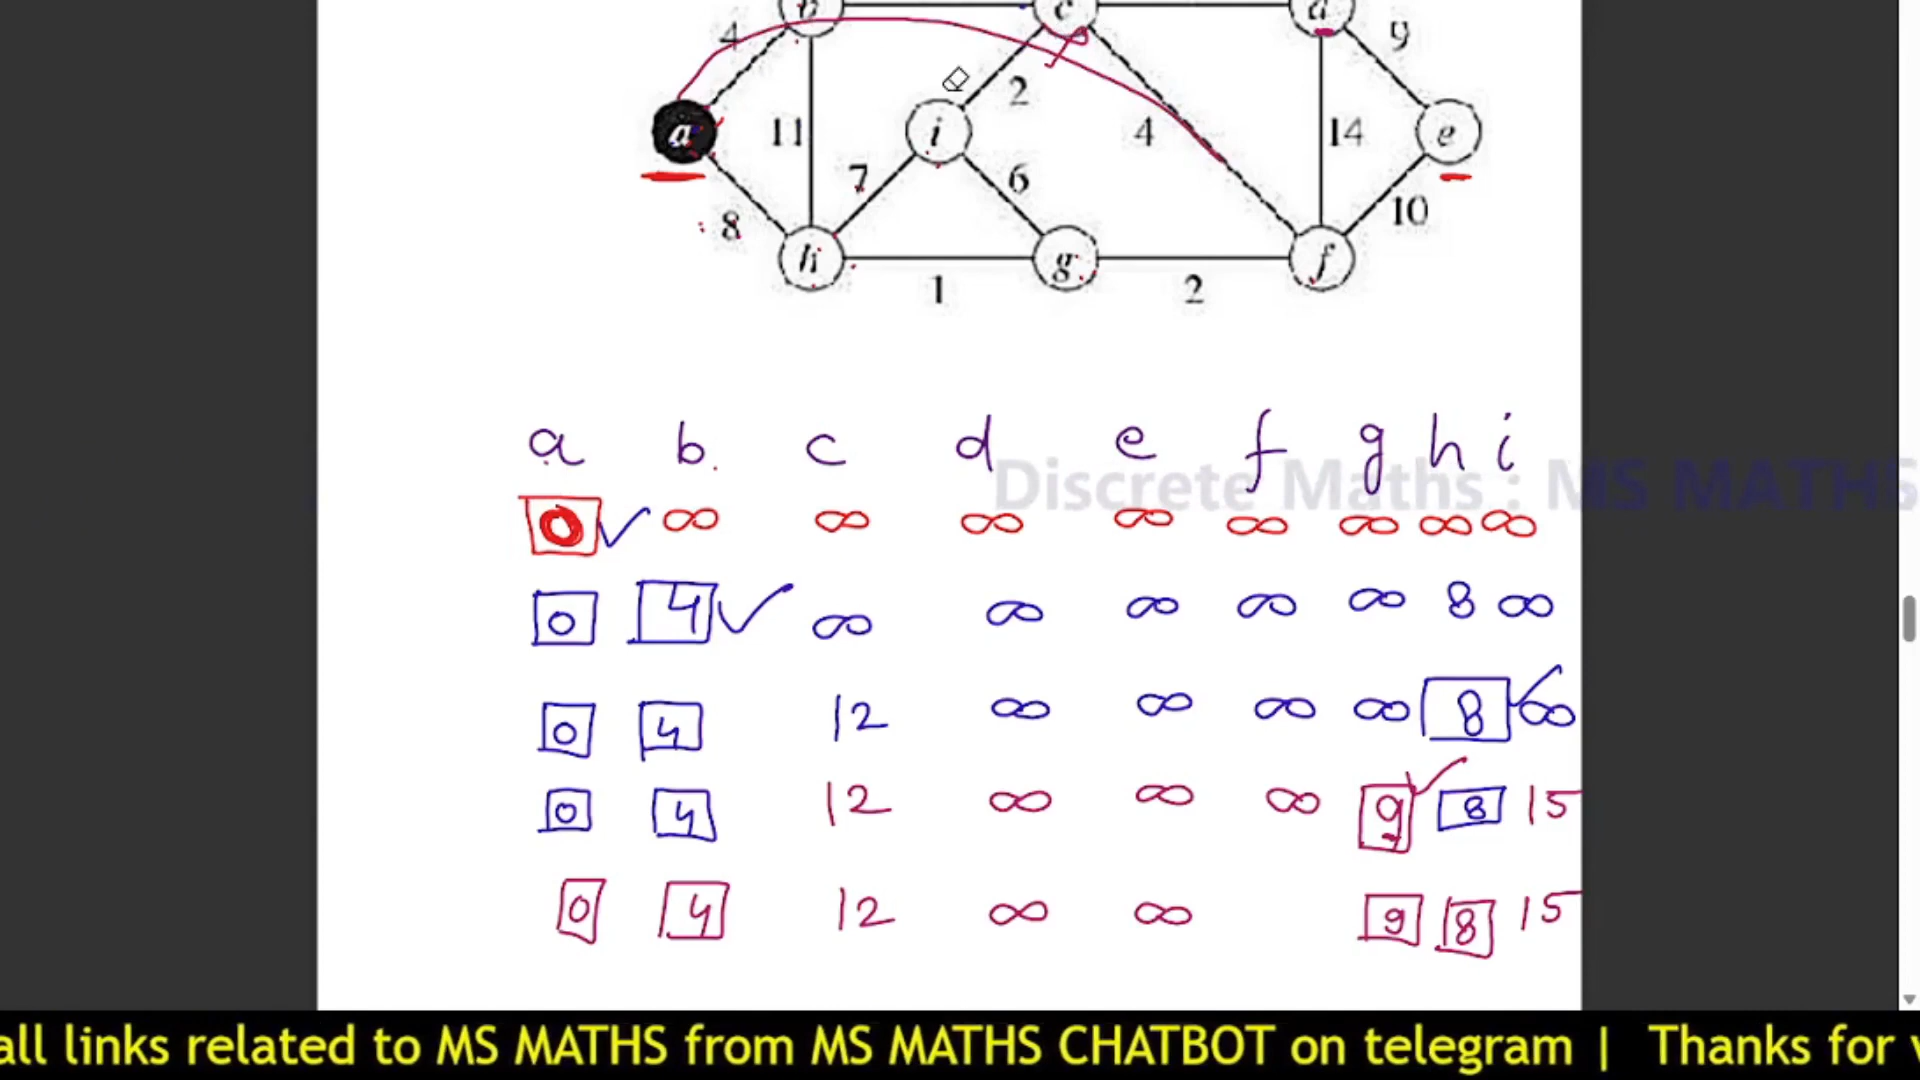 b c d
4 9
2
a 11 i 4 14 e
7 6
8 10
h g f
1 2
a b c d e f g h i
Discrete Maths : MS MATHS
0 ∞ ∞ ∞ ∞ ∞ ∞ ∞ ∞
0 4 ∞ ∞ ∞ ∞ ∞ 8 ∞
0 4 12 ∞ ∞ ∞ ∞ 8 ∞
0 4 12 ∞ ∞ ∞ 9 8 15
0 4 12 ∞ ∞ 9 8 15
all links related to MS MATHS from MS MATHS CHATBOT on telegram | Thanks for